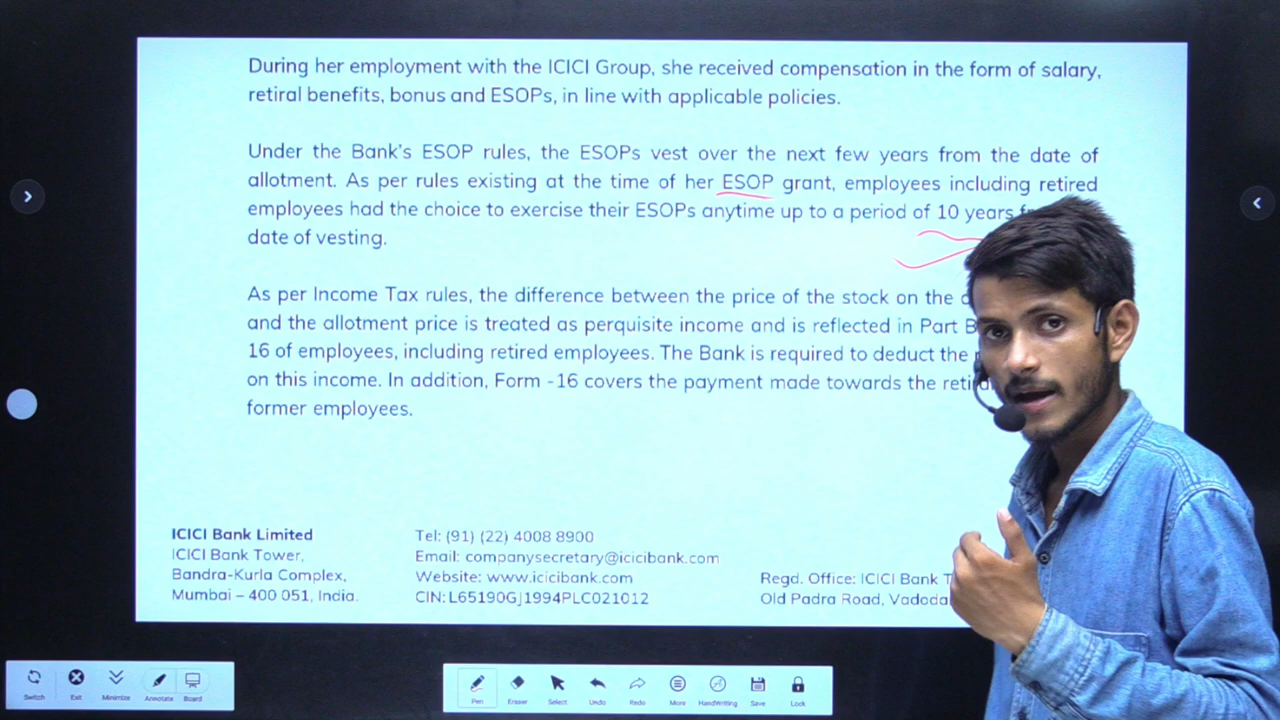 During her employment with the ICICI Group, she received compensation in the form of salary,
retiral benefits, bonus and ESOPs, in line with applicable policies.
Under the Bank's ESOP rules, the ESOPs vest over the next few years from the date of
allotment. As per rules existing at the time of her ESOP grant, employees including retired
employees had the choice to exercise their ESOPs anytime up to a period of 10 years
date of vesting.
As per Income Tax rules, the difference between the price of the stock on the
and the allotment price is treated as perquisite income and is reflected in Part B
16 of employees, including retired employees. The Bank is required to deduct the
on this income. In addition, Form -16 covers the payment made towards the
former employees.
ICICI Bank Limited
ICICI Bank Tower,
Bandra-Kurla Complex,
Mumbai – 400 051, India.
Tel: (91) (22) 4008 8900
Email: companysecretary@icicibank.com
Website: www.icicibank.com
CIN: L65190GJ1994PLC021012
Regd. Office: ICICI Bank
Old Padra Road,
Switch
Exit
Minimize
Annotate
Board
Pen
Eraser
Select
Undo
Redo
More
HandWriting
Save
Lock